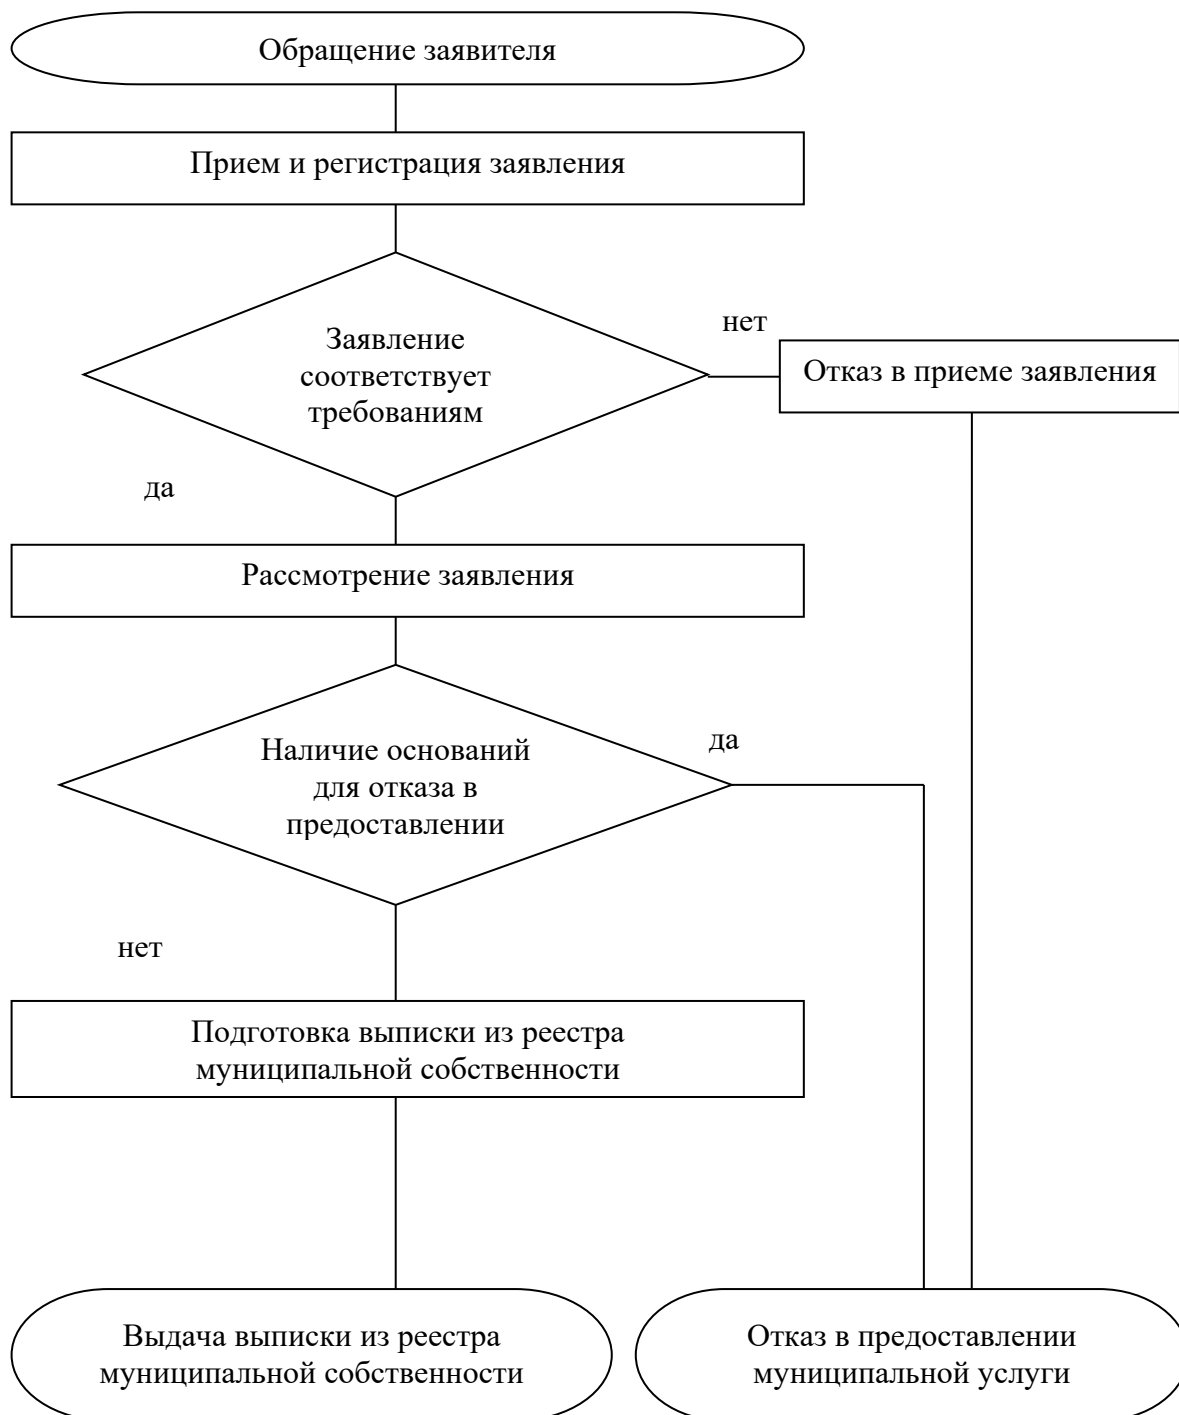 Обращение заявителя
Прием и регистрация заявления
Заявление
соответствует
требованиям
нет
Отказ в приеме заявления
да
Рассмотрение заявления
Наличие оснований
для отказа в
предоставлении
да
нет
Подготовка выписки из реестра
муниципальной собственности
Выдача выписки из реестра
муниципальной собственности
Отказ в предоставлении
муниципальной услуги